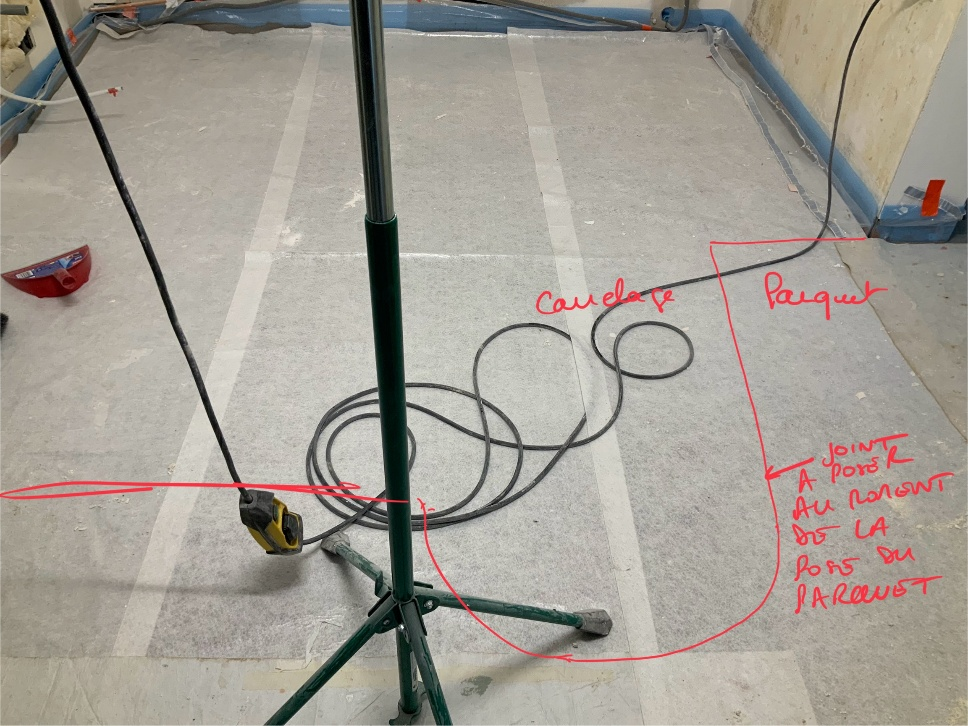 Carrelage
Parquet
JOINT
A POSER
AU MOMENT
DE LA
POSE DU
PARQUET